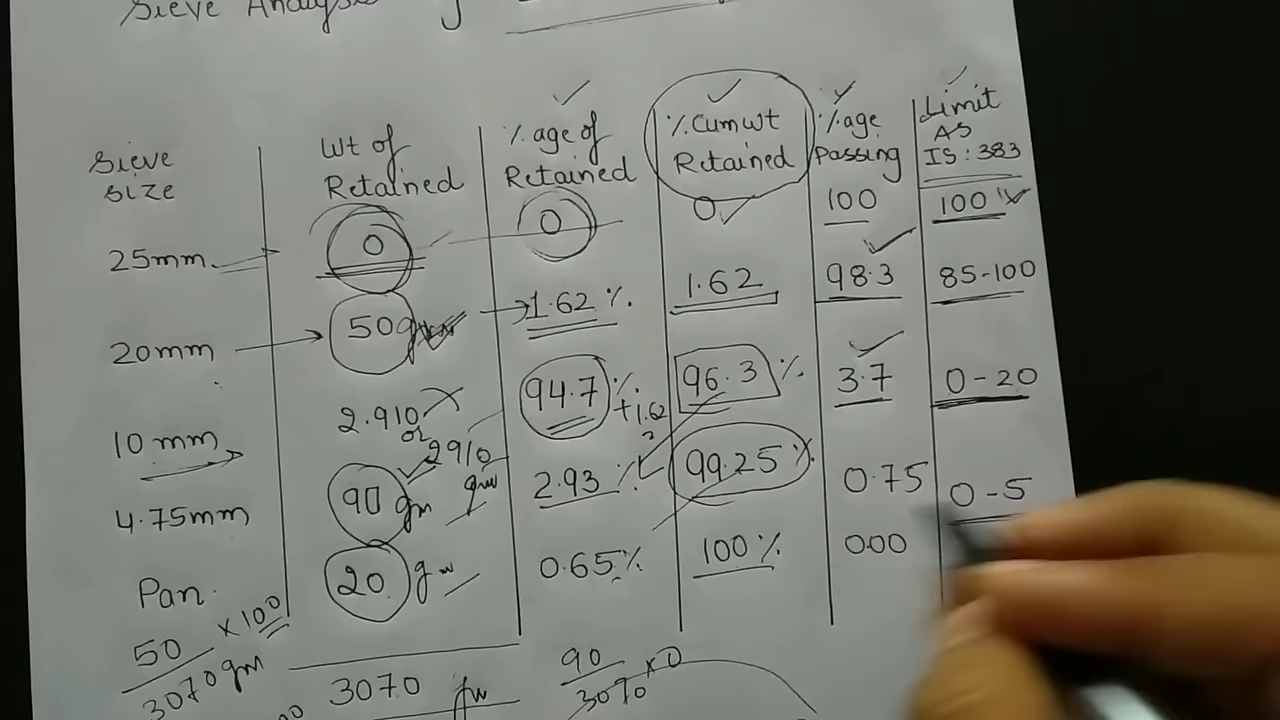 Sieve Analysis
Sieve Size
Wt of Retained
% age of Retained
% Cum wt Retained
% age Passing
Limit As IS : 383
25mm 0 0 0 100 100
20mm 50gm 1.62 % 1.62 98.3 85-100
10 mm 2.910 or 2910 gm 94.7 % + 1.62 96.3 % 3.7 0-20
4.75mm 90 gm 2.93 % 99.25 % 0.75 0-5
Pan 20 gm 0.65 % 100 % 0.00
50 / 3070 gm × 100
3070 gm
90 / 3070 × 0